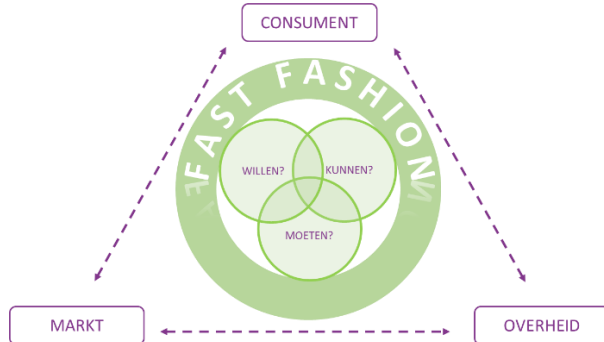 CONSUMENT
FAST FASHION
WILLEN?
KUNNEN?
MOETEN?
MARKT
OVERHEID